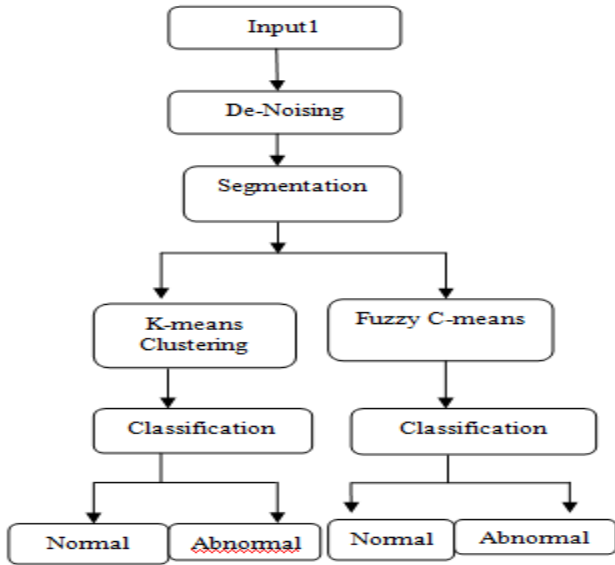 Input1
De-Noising
Segmentation
K-means
Clustering
Fuzzy C-means
Classification
Classification
Normal
Abnormal
Normal
Abnormal